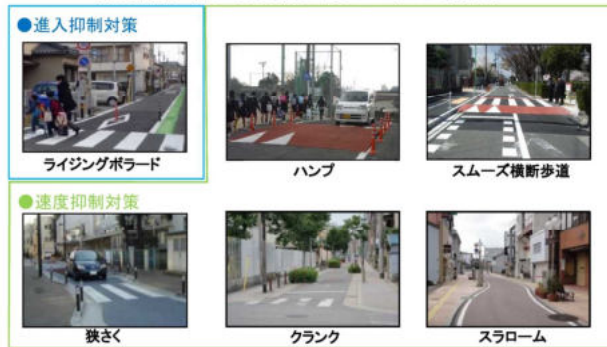 ●進入抑制対策
ライジングボラード
ハンプ
スムーズ横断歩道
●速度抑制対策
狭さく
クランク
スラローム